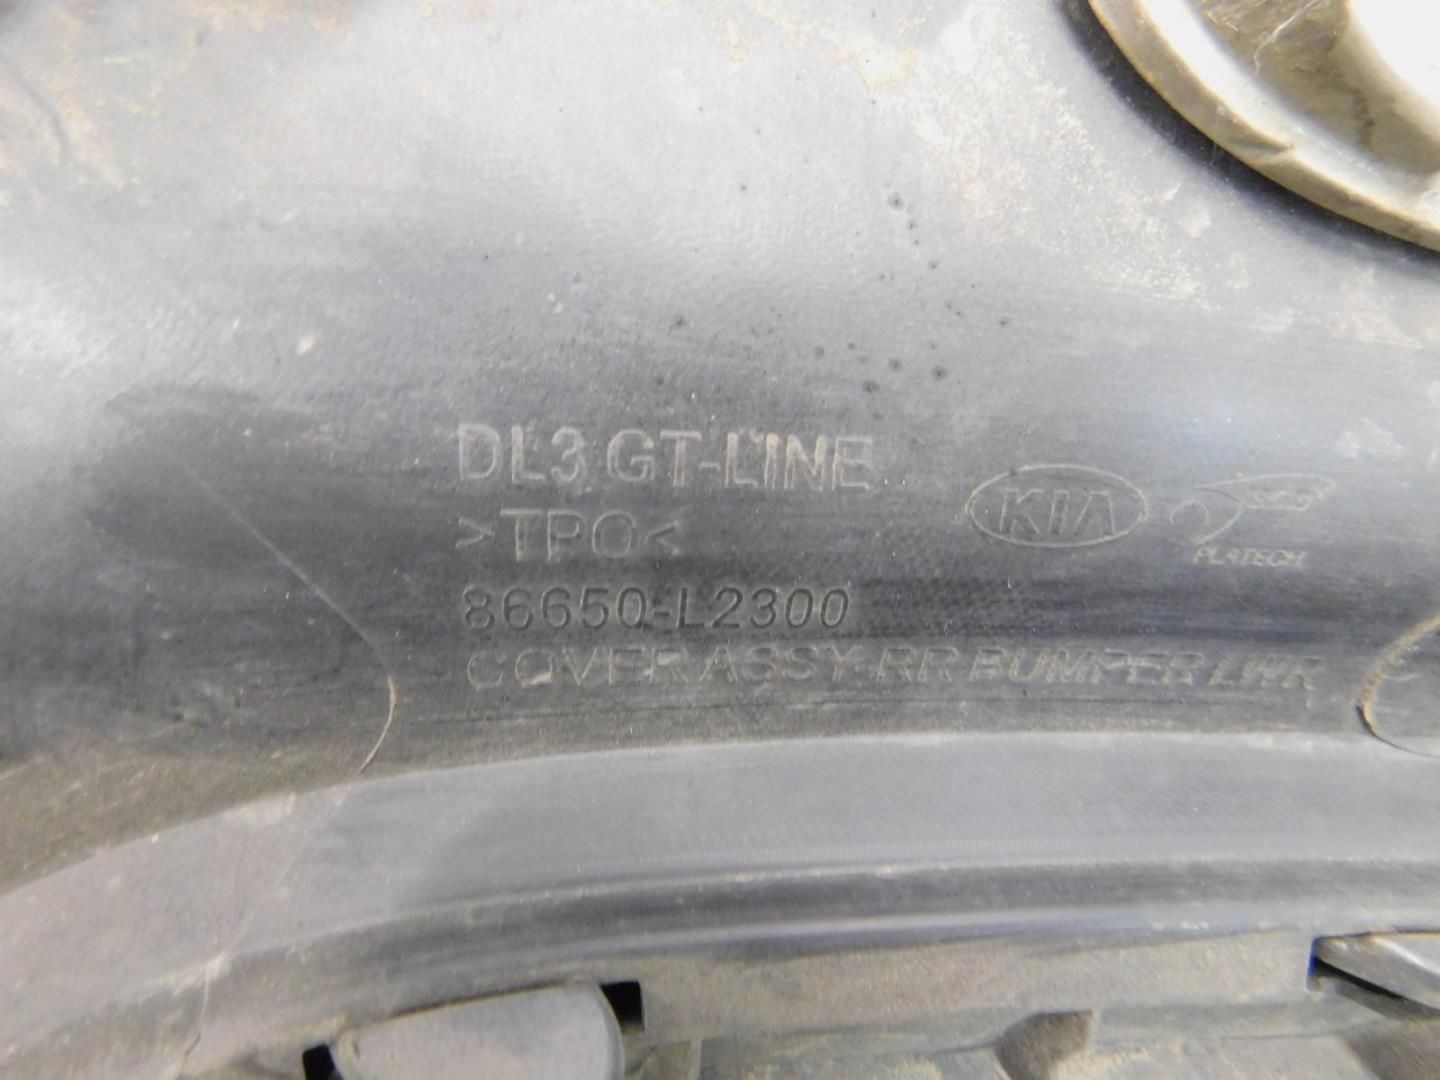 DL3 GT-LINE
>TPO<
86650-L2300
COVER ASSY-RR BUMPER LWR
KIA
PLATECH